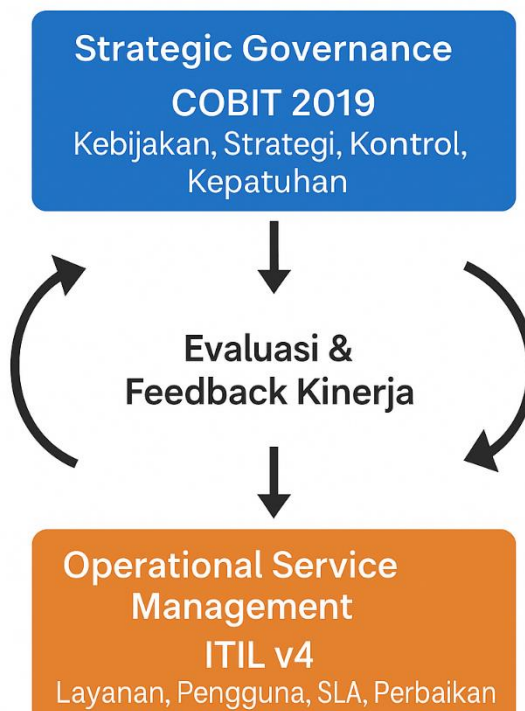 Strategic Governance
COBIT 2019
Kebijakan, Strategi, Kontrol,
Kepatuhan
Evaluasi &
Feedback Kinerja
Operational Service
Management
ITIL v4
Layanan, Pengguna, SLA, Perbaikan